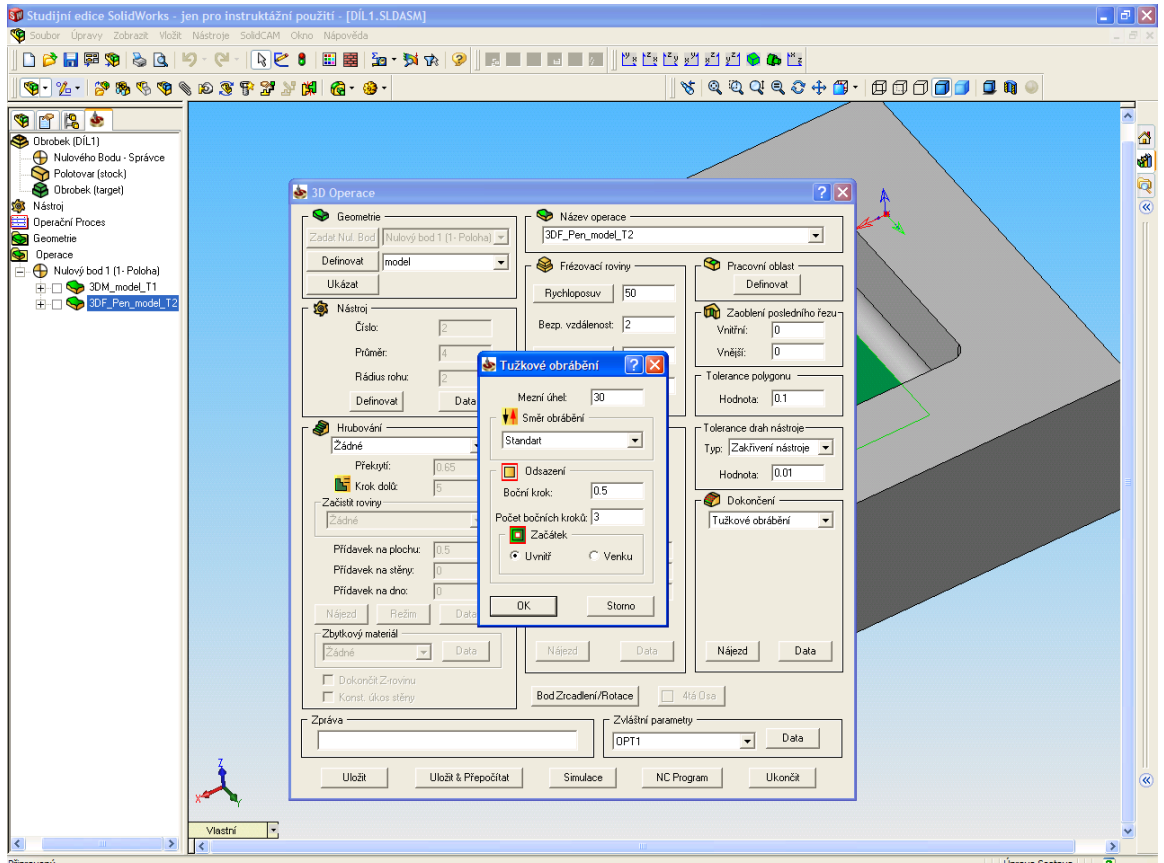 Studijní edice SolidWorks - jen pro instruktážní použití - [DÍL1.SLDASM]
Soubor Úpravy Zobrazit Vložit Nástroje SolidCAM Okno Nápověda
Obrobek (DÍL1)
Nulového Bodu - Správce
Polotovar (stock)
Obrobek (target)
Nástroj
Operační Proces
Geometrie
Operace
Nulový bod 1 (1- Poloha)
3DM_model_T1
3DF_Pen_model_T2
3D Operace
Geometrie
Zadat Nul. Bod Nulový bod 1 (1- Poloha)
Definovat model
Ukázat
Název operace
3DF_Pen_model_T2
Nástroj
Číslo: 2
Průměr: 4
Rádius rohu: 2
Definovat Data
Frézovací roviny
Rychloposuv 50
Bezp. vzdálenost: 2
Pracovní oblast
Definovat
Zaoblení posledního řezu
Vnitřní: 0
Vnější: 0
Tolerance polygonu
Hodnota: 0.1
Hrubování
Žádné
Překrytí: 0.65
Krok dolů: 5
Začistit roviny
Žádné
Přídavek na plochu: 0.5
Přídavek na stěny: 0
Přídavek na dno: 0
Nájezd Režim Data
Zbytkový materiál
Žádné Data
Dokončit Z-rovinu
Konst. úkos stěny
Tužkové obrábění
Mezní úhel: 30
Směr obrábění
Standart
Odsazení
Boční krok: 0.5
Počet bočních kroků: 3
Začátek
Uvnitř Venku
OK Storno
Nájezd Data
Tolerance drah nástroje
Typ: Zakřivení nástroje
Hodnota: 0.01
Dokončení
Tužkové obrábění
Nájezd Data
Bod Zrcadlení/Rotace 4tá Osa
Zpráva
Zvláštní parametry
OPT1 Data
Uložit Uložit & Přepočítat Simulace NC Program Ukončit
Z
X
Y
Vlastní